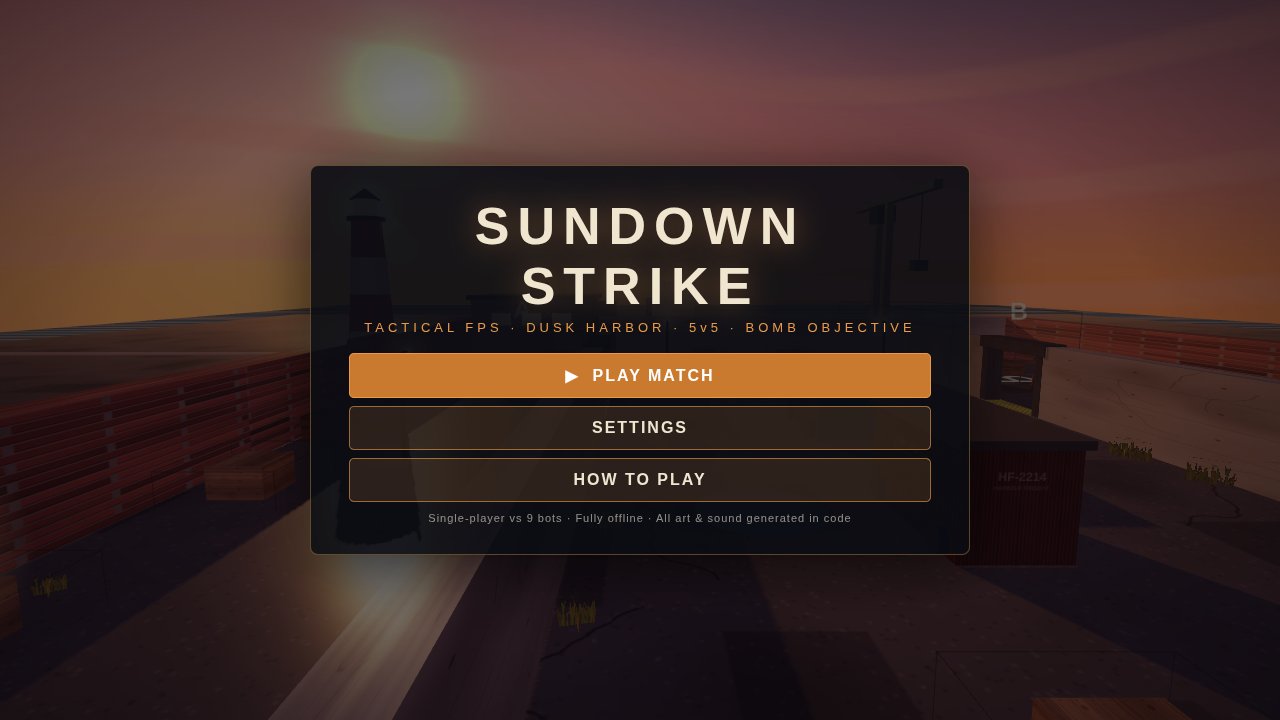 SUNDOWN
STRIKE
TACTICAL FPS · DUSK HARBOR · 5v5 · BOMB OBJECTIVE
▶ PLAY MATCH
SETTINGS
HOW TO PLAY
Single-player vs 9 bots · Fully offline · All art & sound generated in code
B
HF-2214